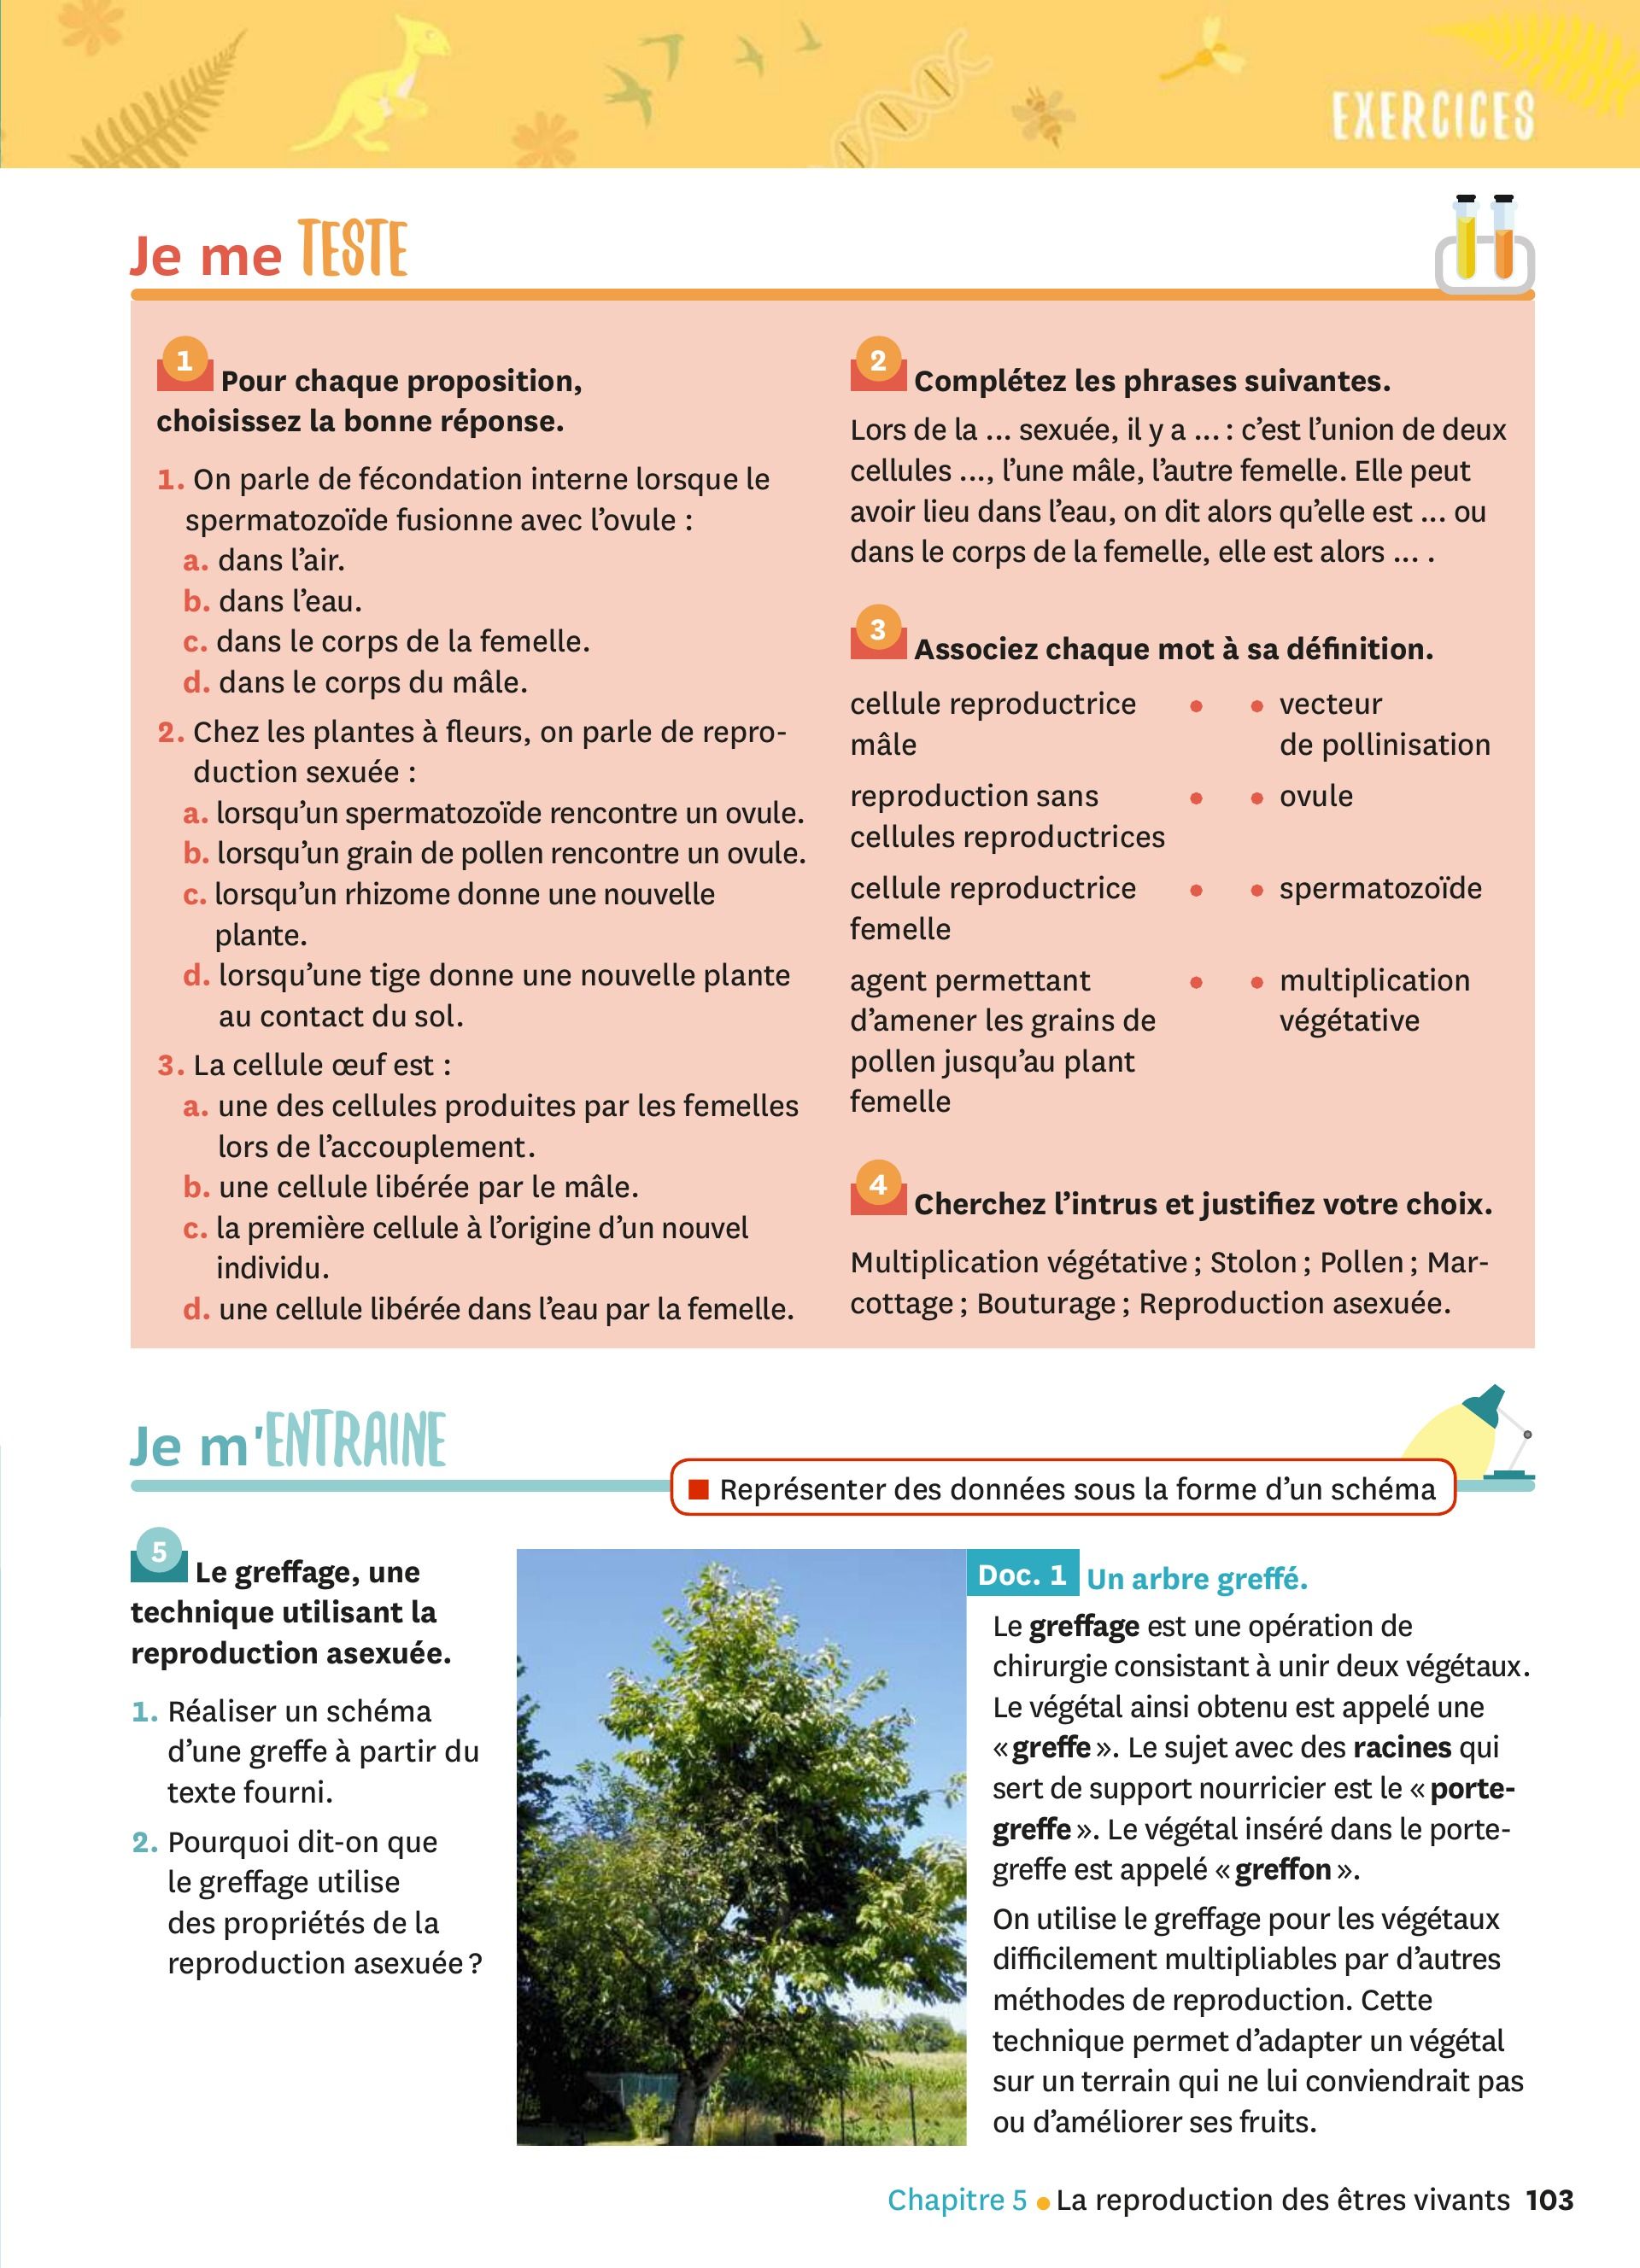 EXERCICES
Je me TESTE
1 Pour chaque proposition,
choisissez la bonne réponse.
1. On parle de fécondation interne lorsque le
spermatozoïde fusionne avec l’ovule :
a. dans l’air.
b. dans l’eau.
c. dans le corps de la femelle.
d. dans le corps du mâle.
2. Chez les plantes à fleurs, on parle de repro-
duction sexuée :
a. lorsqu’un spermatozoïde rencontre un ovule.
b. lorsqu’un grain de pollen rencontre un ovule.
c. lorsqu’un rhizome donne une nouvelle
plante.
d. lorsqu’une tige donne une nouvelle plante
au contact du sol.
3. La cellule œuf est :
a. une des cellules produites par les femelles
lors de l’accouplement.
b. une cellule libérée par le mâle.
c. la première cellule à l’origine d’un nouvel
individu.
d. une cellule libérée dans l’eau par la femelle.
2 Complétez les phrases suivantes.
Lors de la ... sexuée, il y a ... : c’est l’union de deux
cellules ..., l’une mâle, l’autre femelle. Elle peut
avoir lieu dans l’eau, on dit alors qu’elle est ... ou
dans le corps de la femelle, elle est alors ... .
3 Associez chaque mot à sa définition.
cellule reproductrice • • vecteur
mâle de pollinisation
reproduction sans • • ovule
cellules reproductrices
cellule reproductrice • • spermatozoïde
femelle
agent permettant • • multiplication
d’amener les grains de végétative
pollen jusqu’au plant
femelle
4 Cherchez l’intrus et justifiez votre choix.
Multiplication végétative ; Stolon ; Pollen ; Mar-
cottage ; Bouturage ; Reproduction asexuée.
Je m'ENTRAINE
■ Représenter des données sous la forme d’un schéma
5 Le greffage, une
technique utilisant la
reproduction asexuée.
1. Réaliser un schéma
d’une greffe à partir du
texte fourni.
2. Pourquoi dit-on que
le greffage utilise
des propriétés de la
reproduction asexuée ?
Doc. 1 Un arbre greffé.
Le greffage est une opération de
chirurgie consistant à unir deux végétaux.
Le végétal ainsi obtenu est appelé une
« greffe ». Le sujet avec des racines qui
sert de support nourricier est le « porte-
greffe ». Le végétal inséré dans le porte-
greffe est appelé « greffon ».
On utilise le greffage pour les végétaux
difficilement multipliables par d’autres
méthodes de reproduction. Cette
technique permet d’adapter un végétal
sur un terrain qui ne lui conviendrait pas
ou d’améliorer ses fruits.
Chapitre 5 • La reproduction des êtres vivants 103